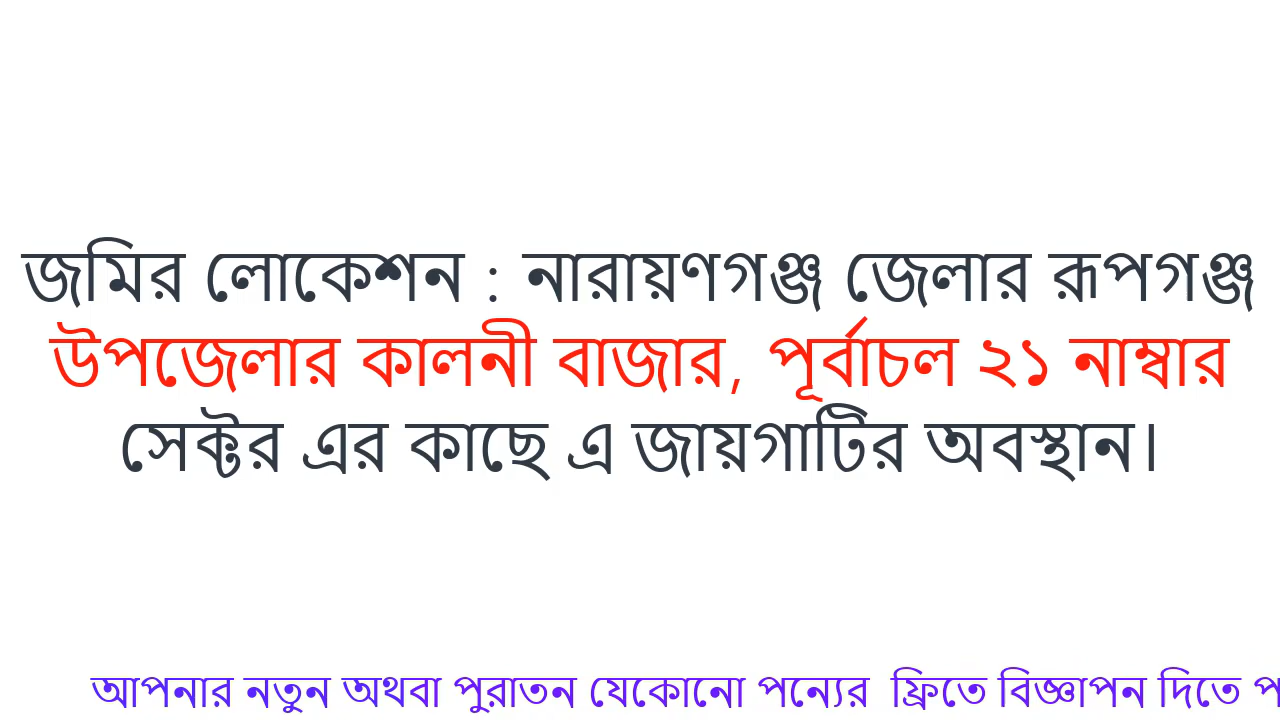 জমির লোকেশন : নারায়ণগঞ্জ জেলার রূপগঞ্জ
উপজেলার কালনী বাজার, পূর্বাচল ২১ নাম্বার
সেক্টর এর কাছে এ জায়গাটির অবস্থান।
আপনার নতুন অথবা পুরাতন যেকোনো পন্যের ফ্রিতে বিজ্ঞাপন দিতে